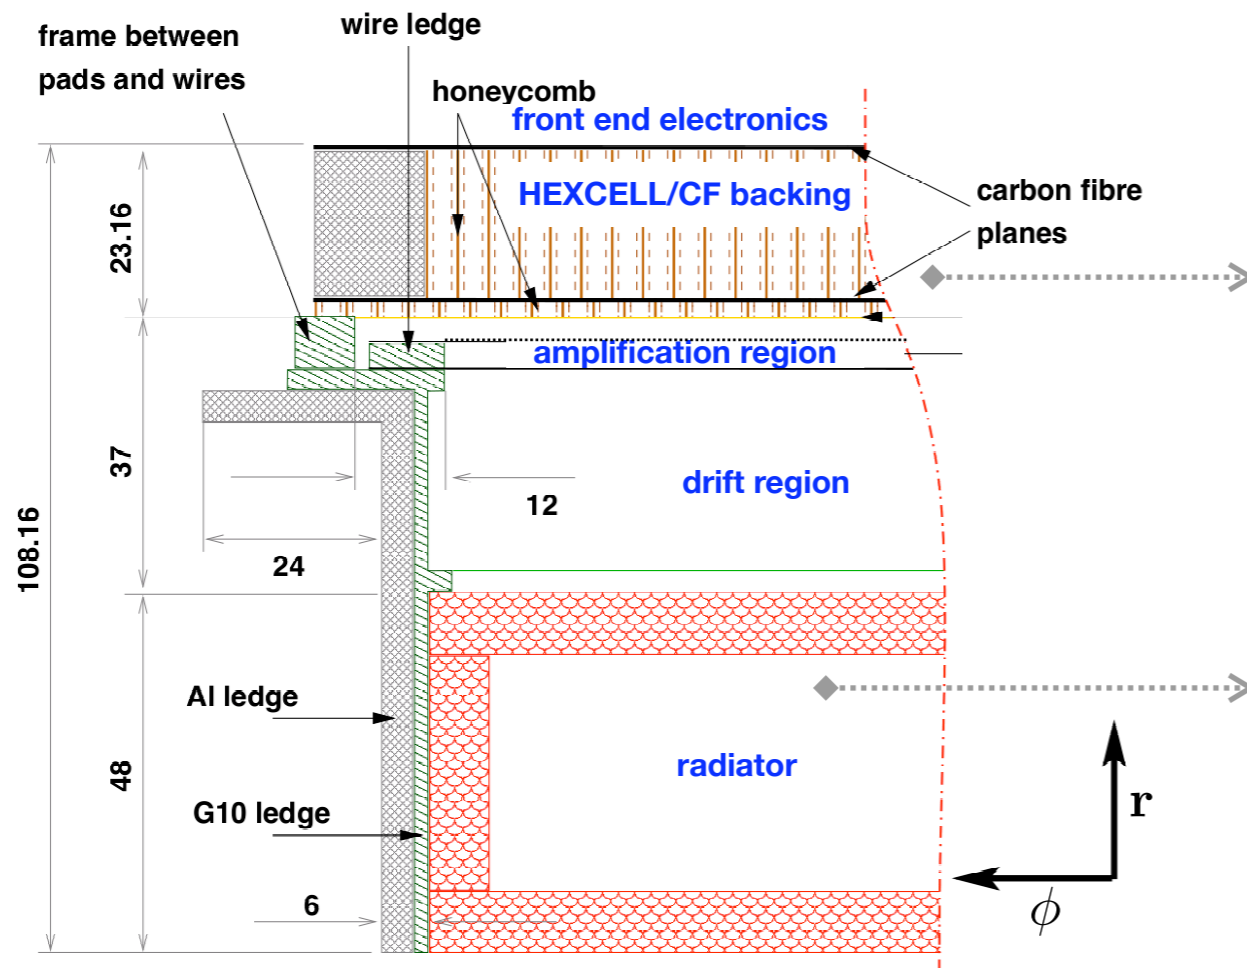 wire ledge
frame between
pads and wires
honeycomb
front end electronics
HEXCELL/CF backing
carbon fibre
planes
23.16
amplification region
37
drift region
12
24
108.16
Al ledge
48
radiator
G10 ledge
r
6
ϕ